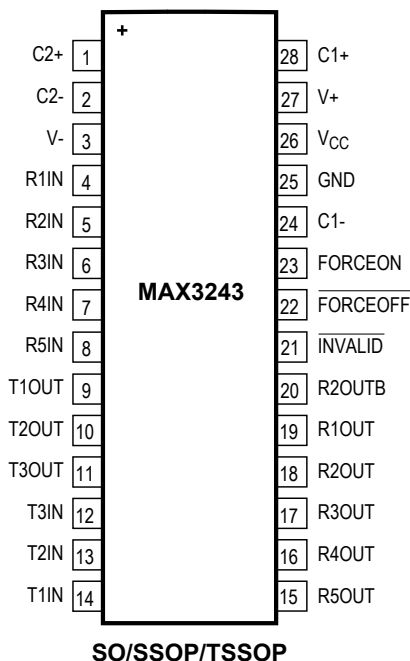 +
C2+ 1 28 C1+
C2- 2 27 V+
V- 3 26 VCC
R1IN 4 25 GND
R2IN 5 24 C1-
R3IN 6 23 FORCEON
MAX3243
R4IN 7 22 FORCEOFF
R5IN 8 21 INVALID
T1OUT 9 20 R2OUTB
T2OUT 10 19 R1OUT
T3OUT 11 18 R2OUT
T3IN 12 17 R3OUT
T2IN 13 16 R4OUT
T1IN 14 15 R5OUT
SO/SSOP/TSSOP